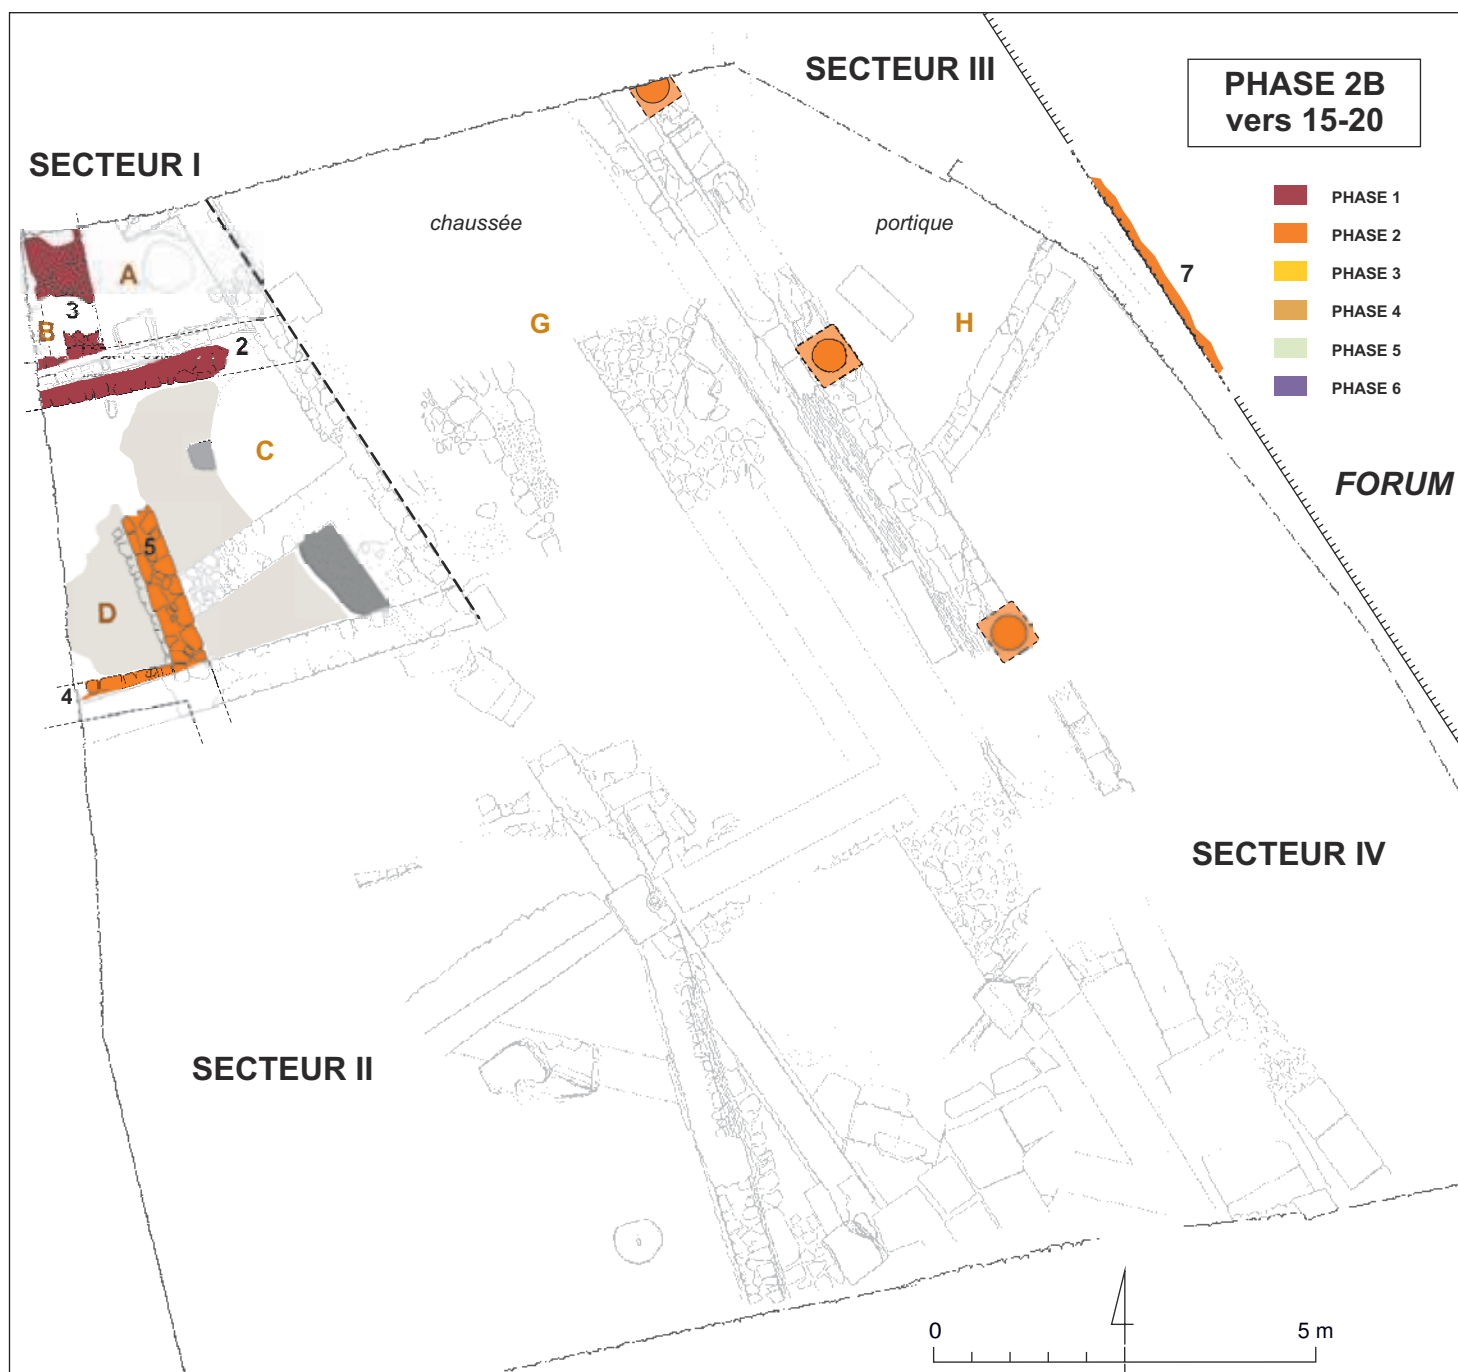 SECTEUR III
PHASE 2B
vers 15-20
SECTEUR I
PHASE 1
chaussée
portique
PHASE 2
A
7
PHASE 3
3
PHASE 4
B
2
G
H
PHASE 5
PHASE 6
C
FORUM
5
D
4
SECTEUR IV
SECTEUR II
0
5 m